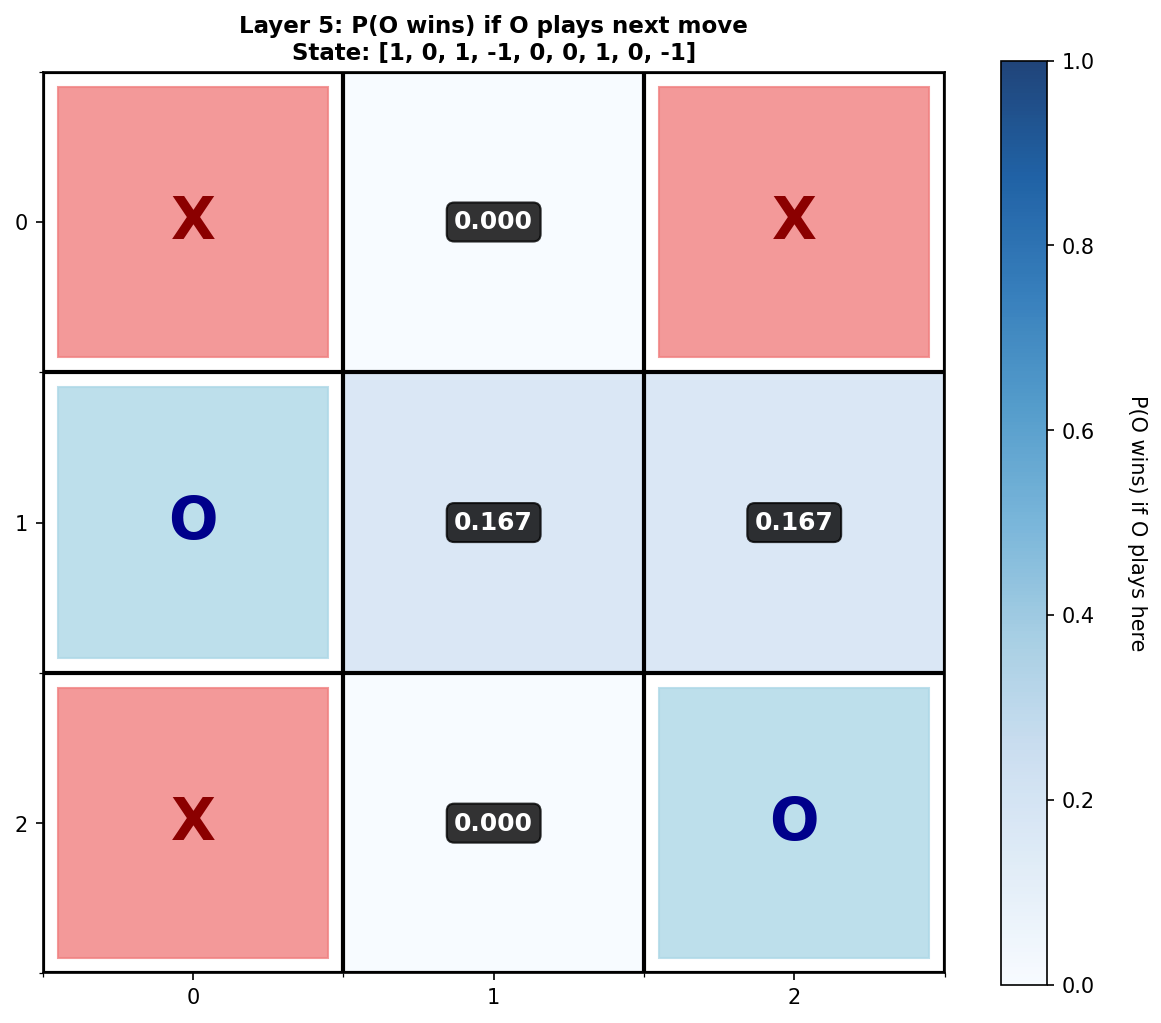 Layer 5: P(O wins) if O plays next move
State: [1, 0, 1, -1, 0, 0, 1, 0, -1]
X 0.000 X
O 0.167 0.167
X 0.000 O
0
1
2
0 1 2
1.0
0.8
0.6
0.4
0.2
0.0
P(O wins) if O plays here